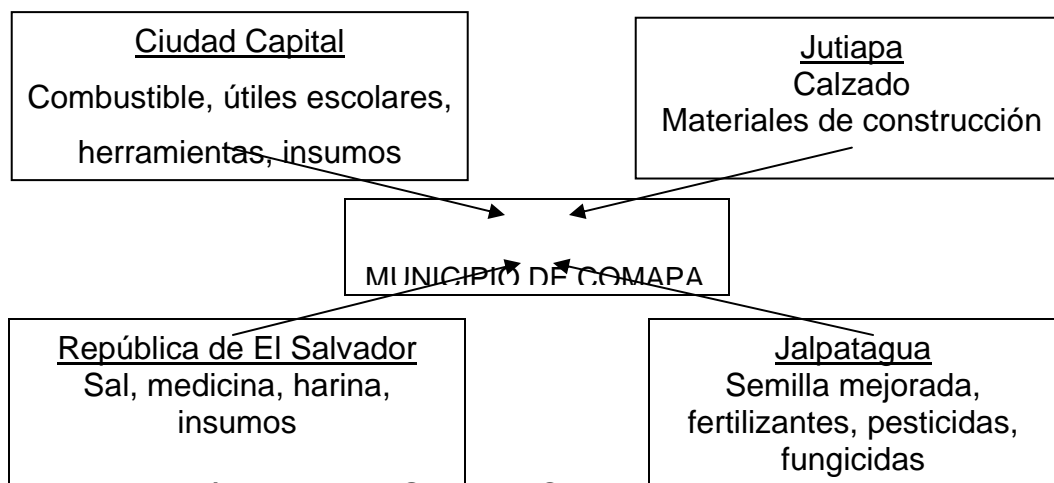 Ciudad Capital
Combustible, útiles escolares,
herramientas, insumos
Jutiapa
Calzado
Materiales de construcción
MUNICIPIO DE COMAPA
República de El Salvador
Sal, medicina, harina,
insumos
Jalpatagua
Semilla mejorada,
fertilizantes, pesticidas,
fungicidas